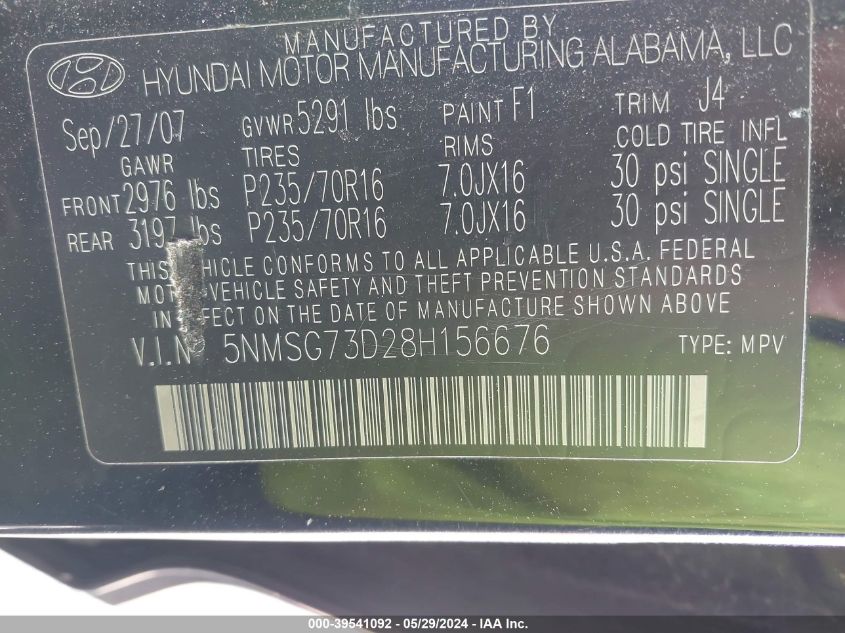 MANUFACTURED BY
HYUNDAI MOTOR MANUFACTURING ALABAMA, LLC
Sep/27/07 GVWR 5291 lbs PAINT F1 TRIM J4
GAWR TIRES RIMS COLD TIRE INFL
FRONT 2976 lbs P235/70R16 7.0JX16 30 psi SINGLE
REAR 3197 lbs P235/70R16 7.0JX16 30 psi SINGLE
THIS VEHICLE CONFORMS TO ALL APPLICABLE U.S.A. FEDERAL
MOTOR VEHICLE SAFETY AND THEFT PREVENTION STANDARDS
IN EFFECT ON THE DATE OF MANUFACTURE SHOWN ABOVE
V.I.N 5NMSG73D28H156676 TYPE: MPV
000-39541092 - 05/29/2024 - IAA Inc.